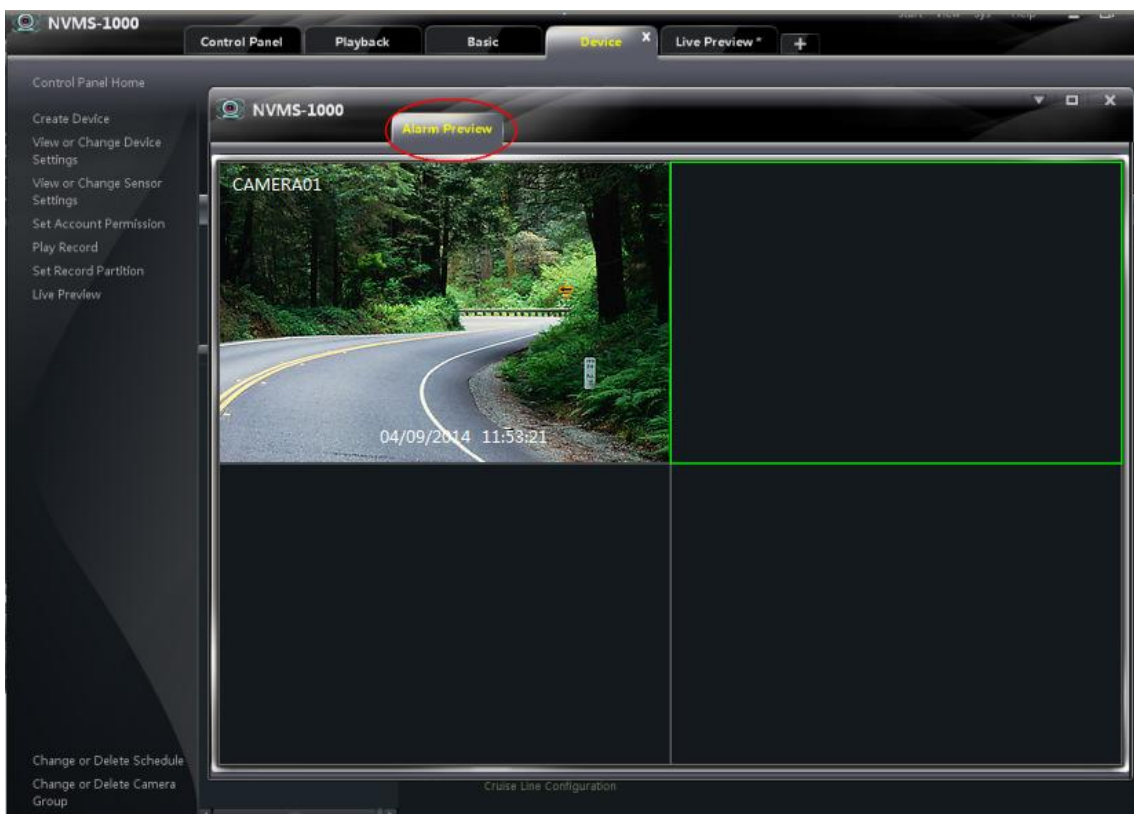 NVMS-1000
Control Panel
Playback
Basic
Device
X
Live Preview *
+
Control Panel Home
Create Device
View or Change Device
Settings
View or Change Sensor
Settings
Set Account Permission
Play Record
Set Record Partition
Live Preview
NVMS-1000
Alarm Preview
X
CAMERA01
04/09/2014 11:53:21
Change or Delete Schedule
Change or Delete Camera
Group
Cruise Line Configuration